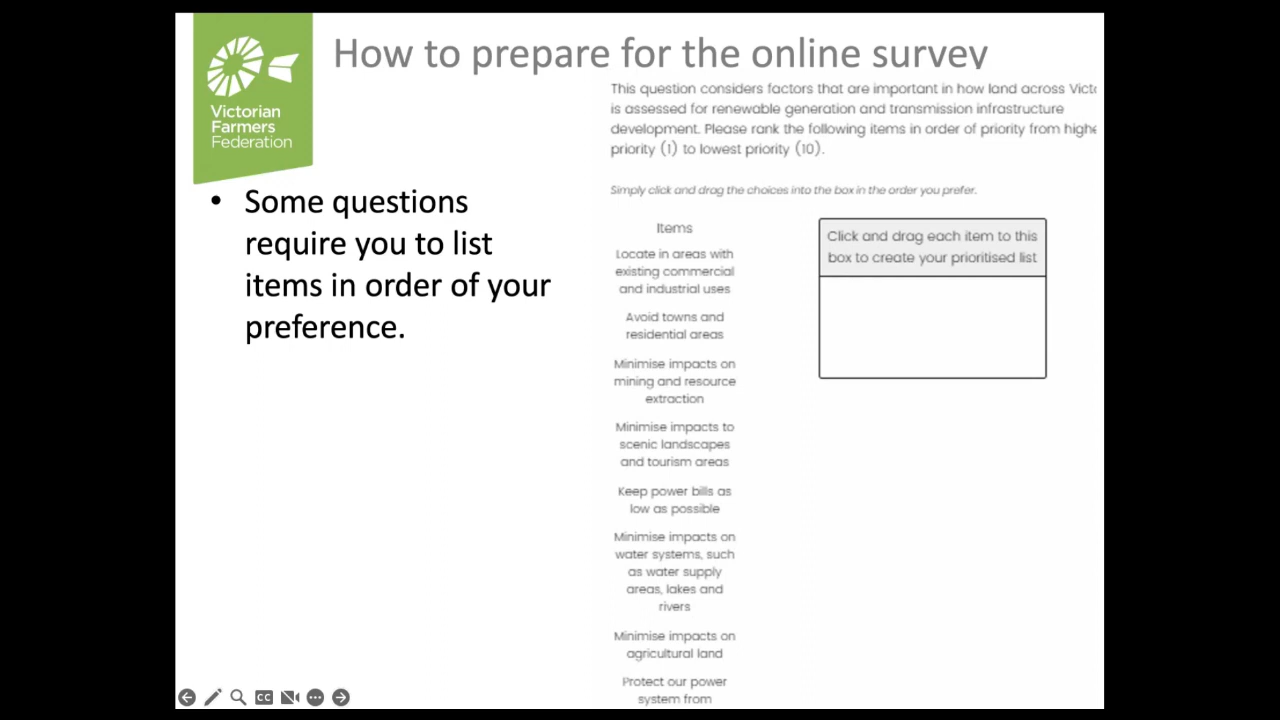 How to prepare for the online survey
Victorian
Farmers
Federation
• Some questions
require you to list
items in order of your
preference.
This question considers factors that are important in how land across
is assessed for renewable generation and transmission infrastructure
development. Please rank the following items in order of priority from
priority (1) to lowest priority (10).
Simply click and drag the choices into the box in the order you prefer.
Items
Locate in areas with
existing commercial
and industrial uses
Avoid towns and
residential areas
Minimise impacts on
mining and resource
extraction
Minimise impacts to
scenic landscapes
and tourism areas
Keep power bills as
low as possible
Minimise impacts on
water systems, such
as water supply
areas, lakes and
rivers
Minimise impacts on
agricultural land
Protect our power
system from
Click and drag each item to this
box to create your prioritised list
CC